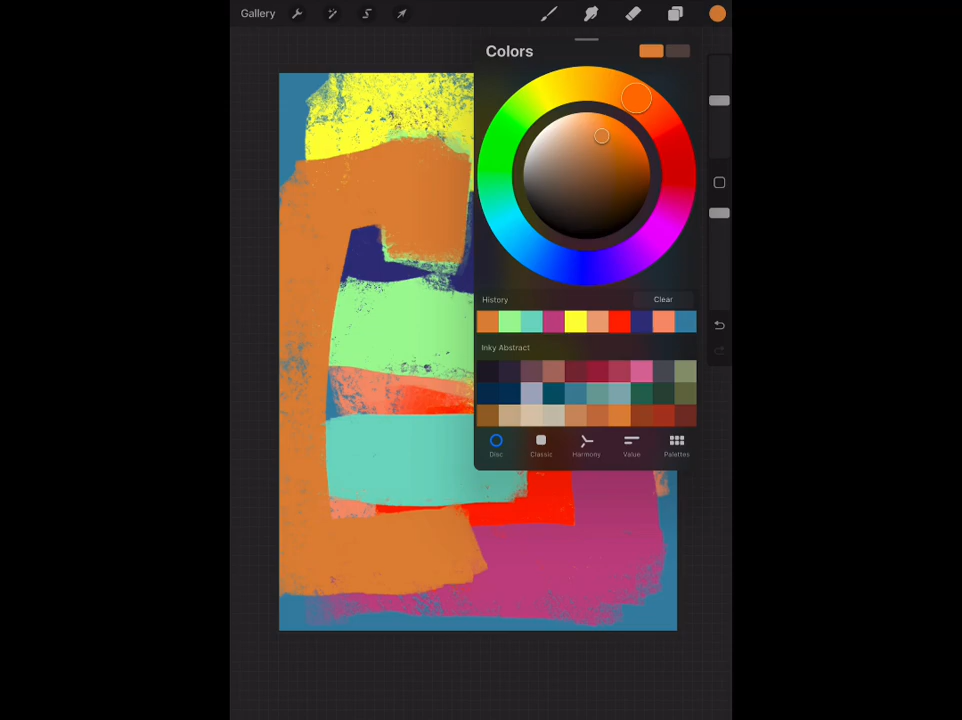 Gallery
Colors
History
Clear
Inky Abstract
Disc
Classic
Harmony
Value
Palettes